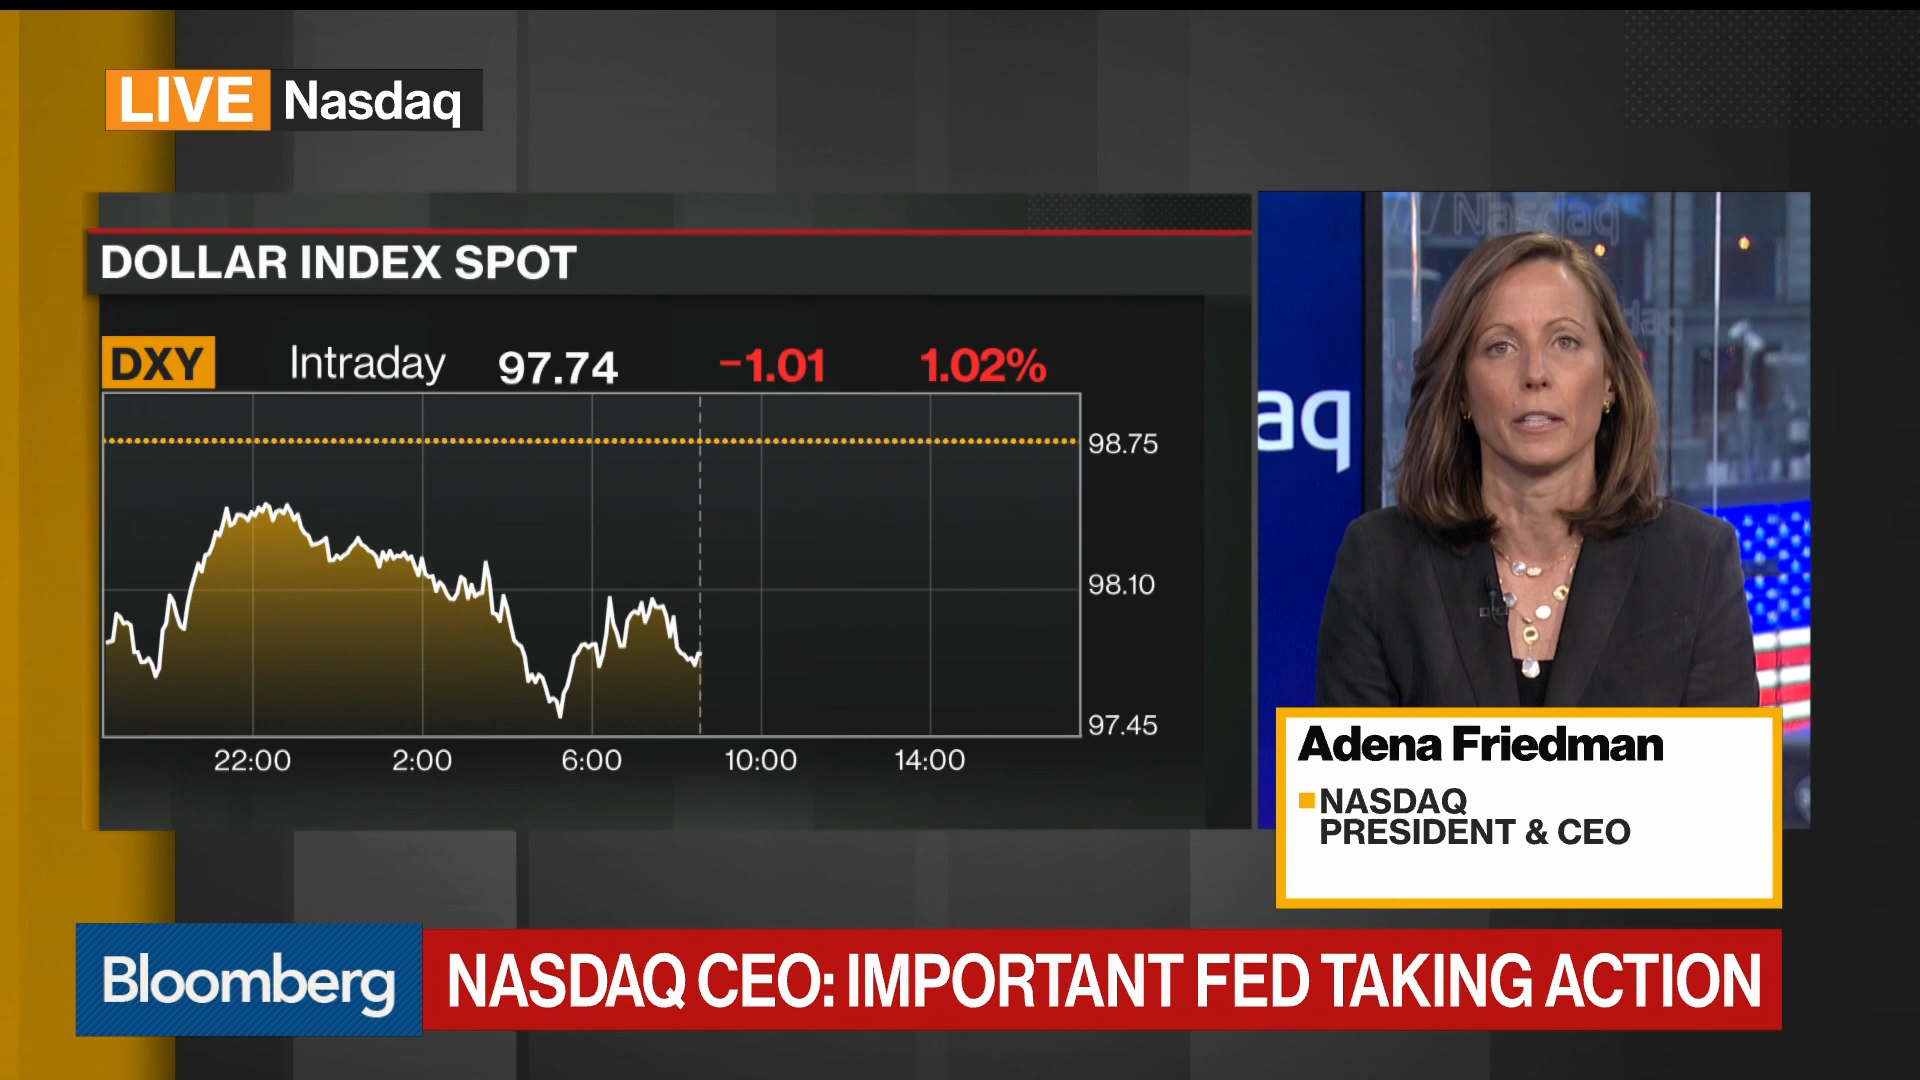 LIVE Nasdaq
DOLLAR INDEX SPOT
DXY Intraday 97.74 -1.01 1.02%
98.75
98.10
97.45
22:00 2:00 6:00 10:00 14:00
Nasdaq
daq
aq
Adena Friedman
NASDAQ
PRESIDENT & CEO
Bloomberg NASDAQ CEO: IMPORTANT FED TAKING ACTION